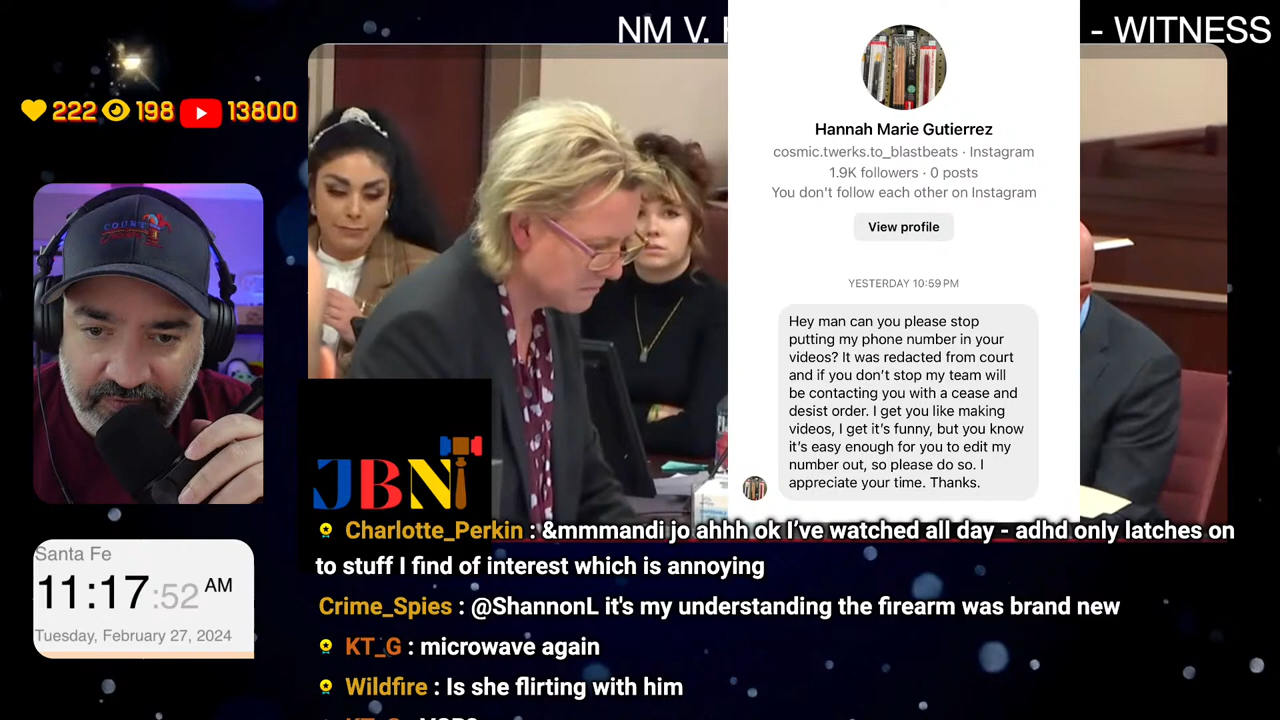 NM V. H
- WITNESS
222 198 13800
COURT
Hannah Marie Gutierrez
cosmic.twerks.to_blastbeats · Instagram
1.9K followers · 0 posts
You don't follow each other on Instagram
View profile
YESTERDAY 10:59 PM
Hey man can you please stop
putting my phone number in your
videos? It was redacted from court
and if you don't stop my team will
be contacting you with a cease and
desist order. I get you like making
videos, I get it's funny, but you know
it's easy enough for you to edit my
number out, so please do so. I
appreciate your time. Thanks.
JBN
Charlotte_Perkin : &mmmandi jo ahhh ok I've watched all day - adhd only latches on
to stuff I find of interest which is annoying
Crime_Spies : @ShannonL it's my understanding the firearm was brand new
KT_G : microwave again
Wildfire : Is she flirting with him
Santa Fe
11:17:52 AM
Tuesday, February 27, 2024